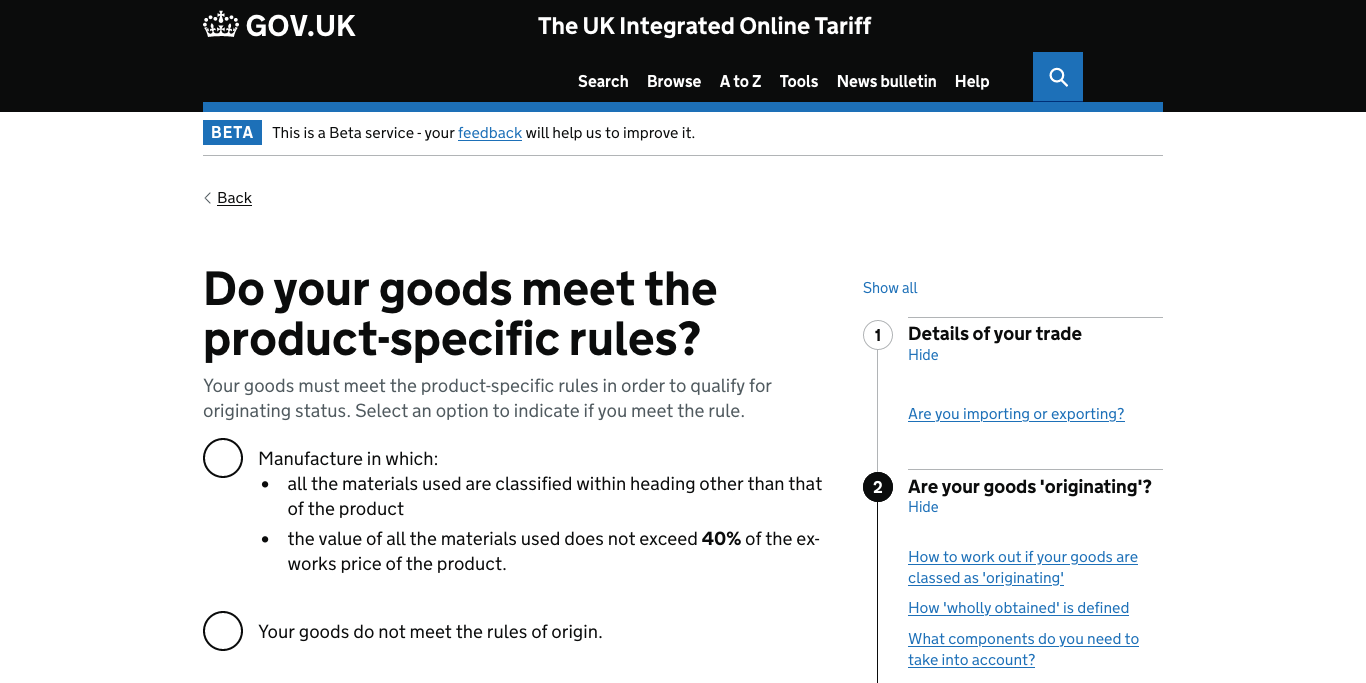 GOV.UK
The UK Integrated Online Tariff
Search Browse A to Z Tools News bulletin Help
BETA This is a Beta service - your feedback will help us to improve it.
Back
Do your goods meet the
product-specific rules?
Your goods must meet the product-specific rules in order to qualify for
originating status. Select an option to indicate if you meet the rule.
Manufacture in which:
• all the materials used are classified within heading other than that
of the product
• the value of all the materials used does not exceed 40% of the ex-
works price of the product.
Your goods do not meet the rules of origin.
Show all
1 Details of your trade
Hide
Are you importing or exporting?
2 Are your goods 'originating'?
Hide
How to work out if your goods are
classed as 'originating'
How 'wholly obtained' is defined
What components do you need to
take into account?